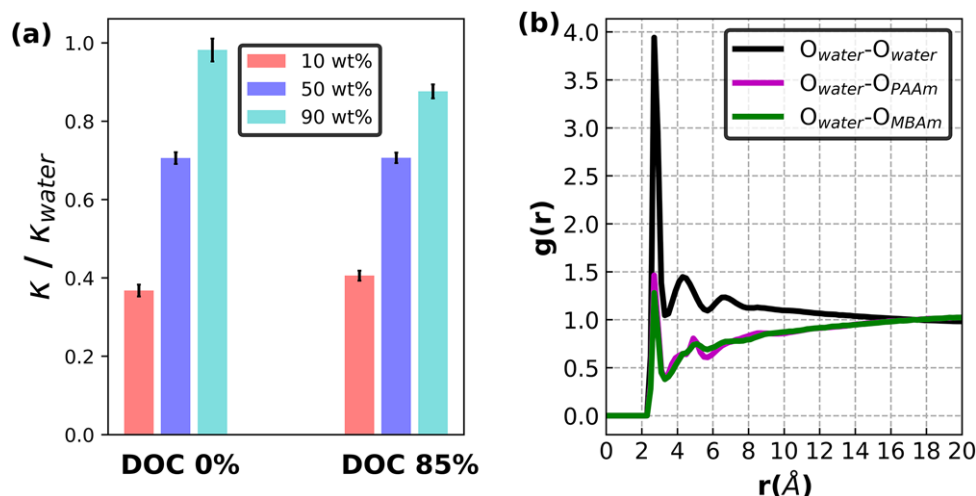 (a)
κ / κwater
1.0
0.8
0.6
0.4
0.2
0.0
10 wt%
50 wt%
90 wt%
DOC 0%
DOC 85%
(b)
g(r)
4.0
3.5
3.0
2.5
2.0
1.5
1.0
0.5
0.0
Owater-Owater
Owater-OPAAm
Owater-OMBAm
0 2 4 6 8 10 12 14 16 18 20
r(Å)